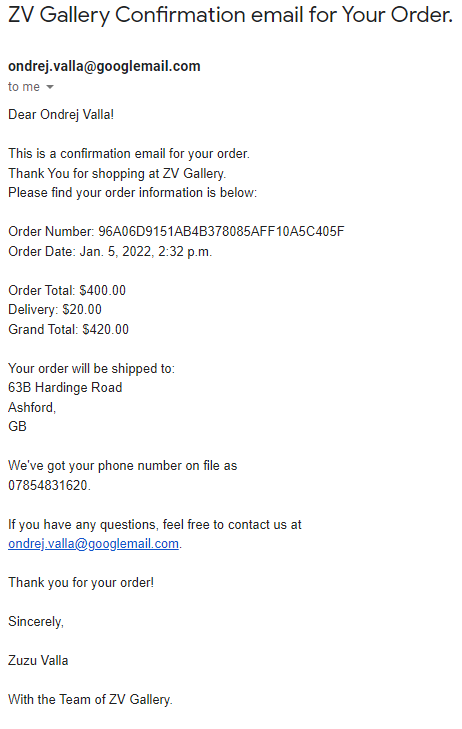 ZV Gallery Confirmation email for Your Order.
ondrej.valla@googlemail.com
to me
Dear Ondrej Valla!
This is a confirmation email for your order.
Thank You for shopping at ZV Gallery.
Please find your order information is below:
Order Number: 96A06D9151AB4B378085AFF10A5C405F
Order Date: Jan. 5, 2022, 2:32 p.m.
Order Total: $400.00
Delivery: $20.00
Grand Total: $420.00
Your order will be shipped to:
63B Hardinge Road
Ashford,
GB
We've got your phone number on file as
07854831620.
If you have any questions, feel free to contact us at
ondrej.valla@googlemail.com.
Thank you for your order!
Sincerely,
Zuzu Valla
With the Team of ZV Gallery.